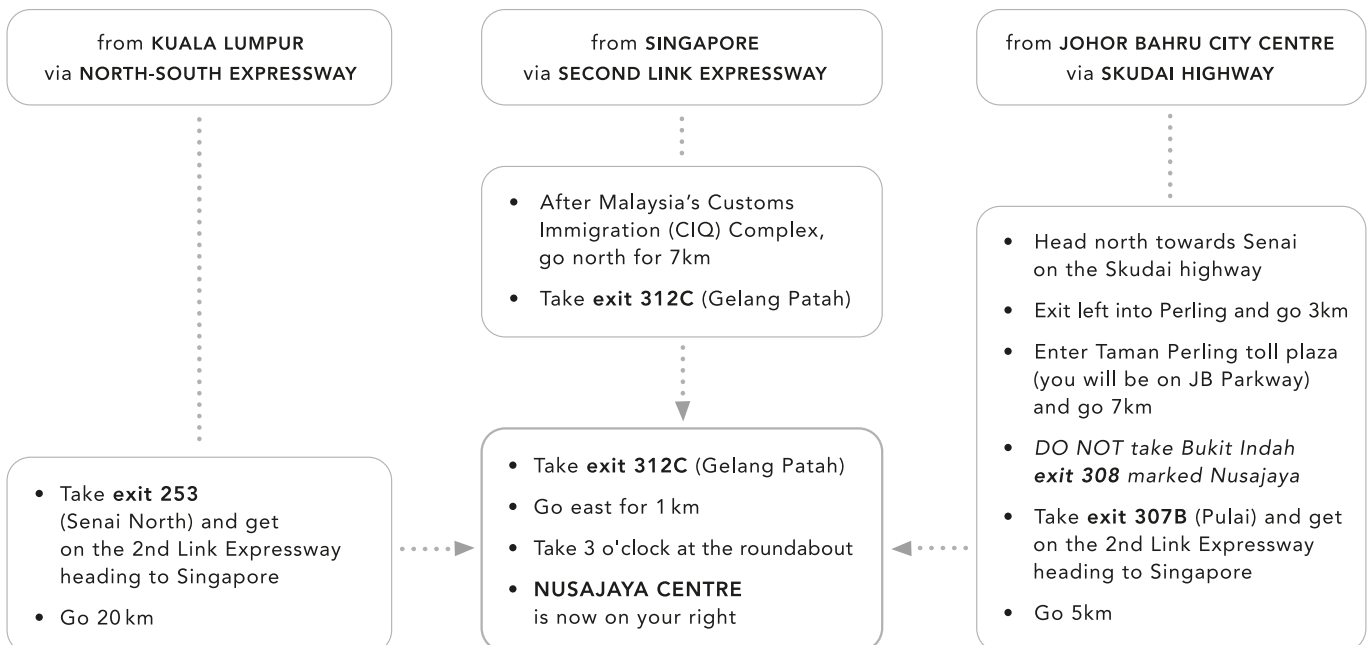 from KUALA LUMPUR
via NORTH-SOUTH EXPRESSWAY
• Take exit 253
(Senai North) and get
on the 2nd Link Expressway
heading to Singapore
• Go 20 km
from SINGAPORE
via SECOND LINK EXPRESSWAY
• After Malaysia's Customs
Immigration (CIQ) Complex,
go north for 7km
• Take exit 312C (Gelang Patah)
• Take exit 312C (Gelang Patah)
• Go east for 1 km
• Take 3 o'clock at the roundabout
• NUSAJAYA CENTRE
is now on your right
from JOHOR BAHRU CITY CENTRE
via SKUDAI HIGHWAY
• Head north towards Senai
on the Skudai highway
• Exit left into Perling and go 3km
• Enter Taman Perling toll plaza
(you will be on JB Parkway)
and go 7km
• DO NOT take Bukit Indah
exit 308 marked Nusajaya
• Take exit 307B (Pulai) and get
on the 2nd Link Expressway
heading to Singapore
• Go 5km